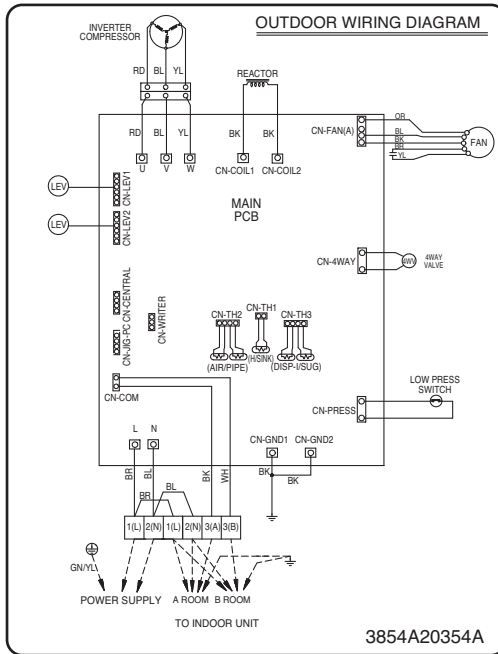 OUTDOOR WIRING DIAGRAM
INVERTER
COMPRESSOR
RD BL YL
REACTOR
RD BL YL
BK BK
U V W
CN-COIL1 CN-COIL2
CN-FAN(A)
OR
BL
BK
BR
YL
FAN
LEV
CN-LEV1
LEV
CN-LEV2
MAIN
PCB
CN-4WAY
4WV
4WAY
VALVE
CN-CENTRAL
CN-JIG-PC
CN-WRITER
CN-TH2
CN-TH1
CN-TH3
(AIR/PIPE)
(H/SINK)
(DISP-I/SUG)
CN-COM
LOW PRESS
SWITCH
CN-PRESS
L N
CN-GND1 CN-GND2
BR BL BK WH
BK
BK
BR
BL
1(L) 2(N) 1(L) 2(N) 3(A) 3(B)
GN/YL
POWER SUPPLY A ROOM B ROOM
TO INDOOR UNIT
3854A20354A